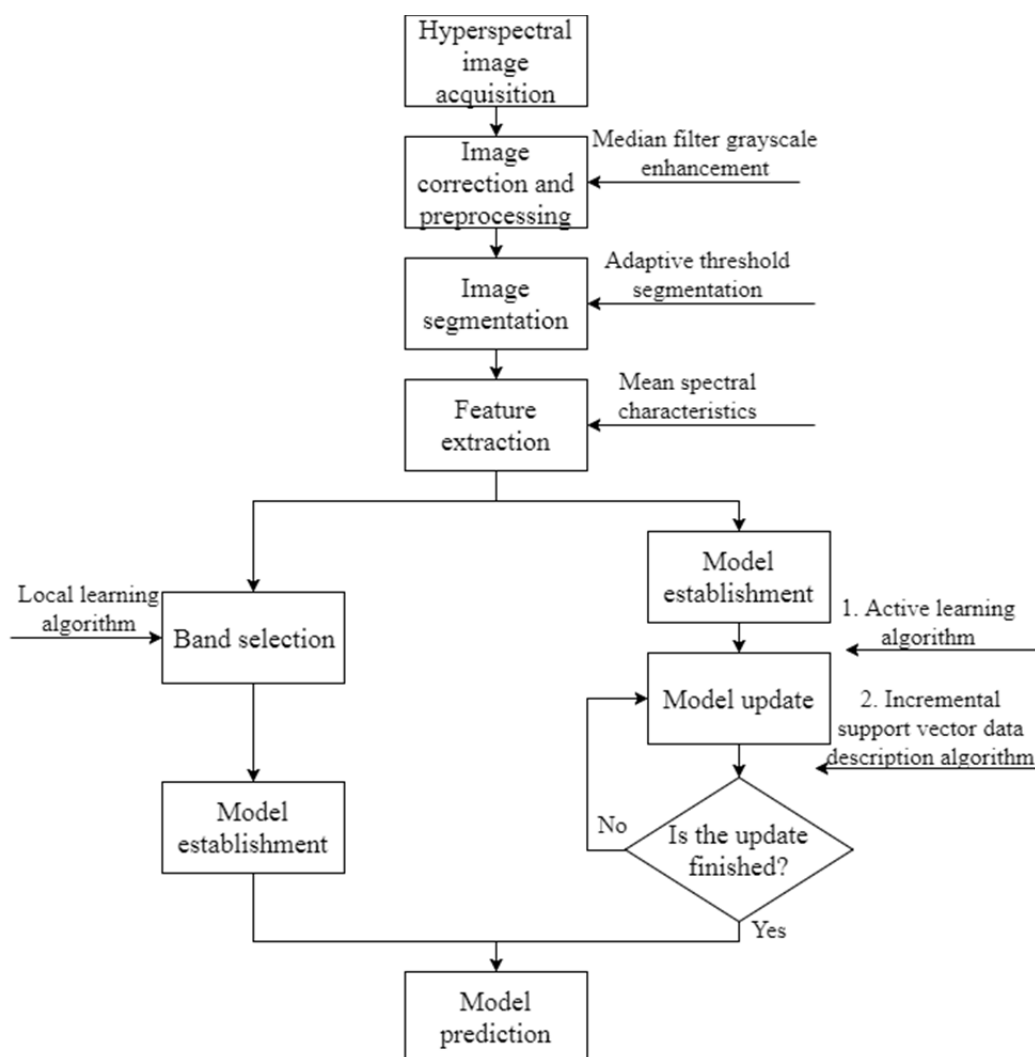 Hyperspectral
image
acquisition
Image
correction and
preprocessing
Median filter grayscale
enhancement
Image
segmentation
Adaptive threshold
segmentation
Feature
extraction
Mean spectral
characteristics
Local learning
algorithm
Band selection
Model
establishment
Model
establishment
1. Active learning
algorithm
Model update
2. Incremental
support vector data
description algorithm
Is the update
finished?
No
Yes
Model
prediction